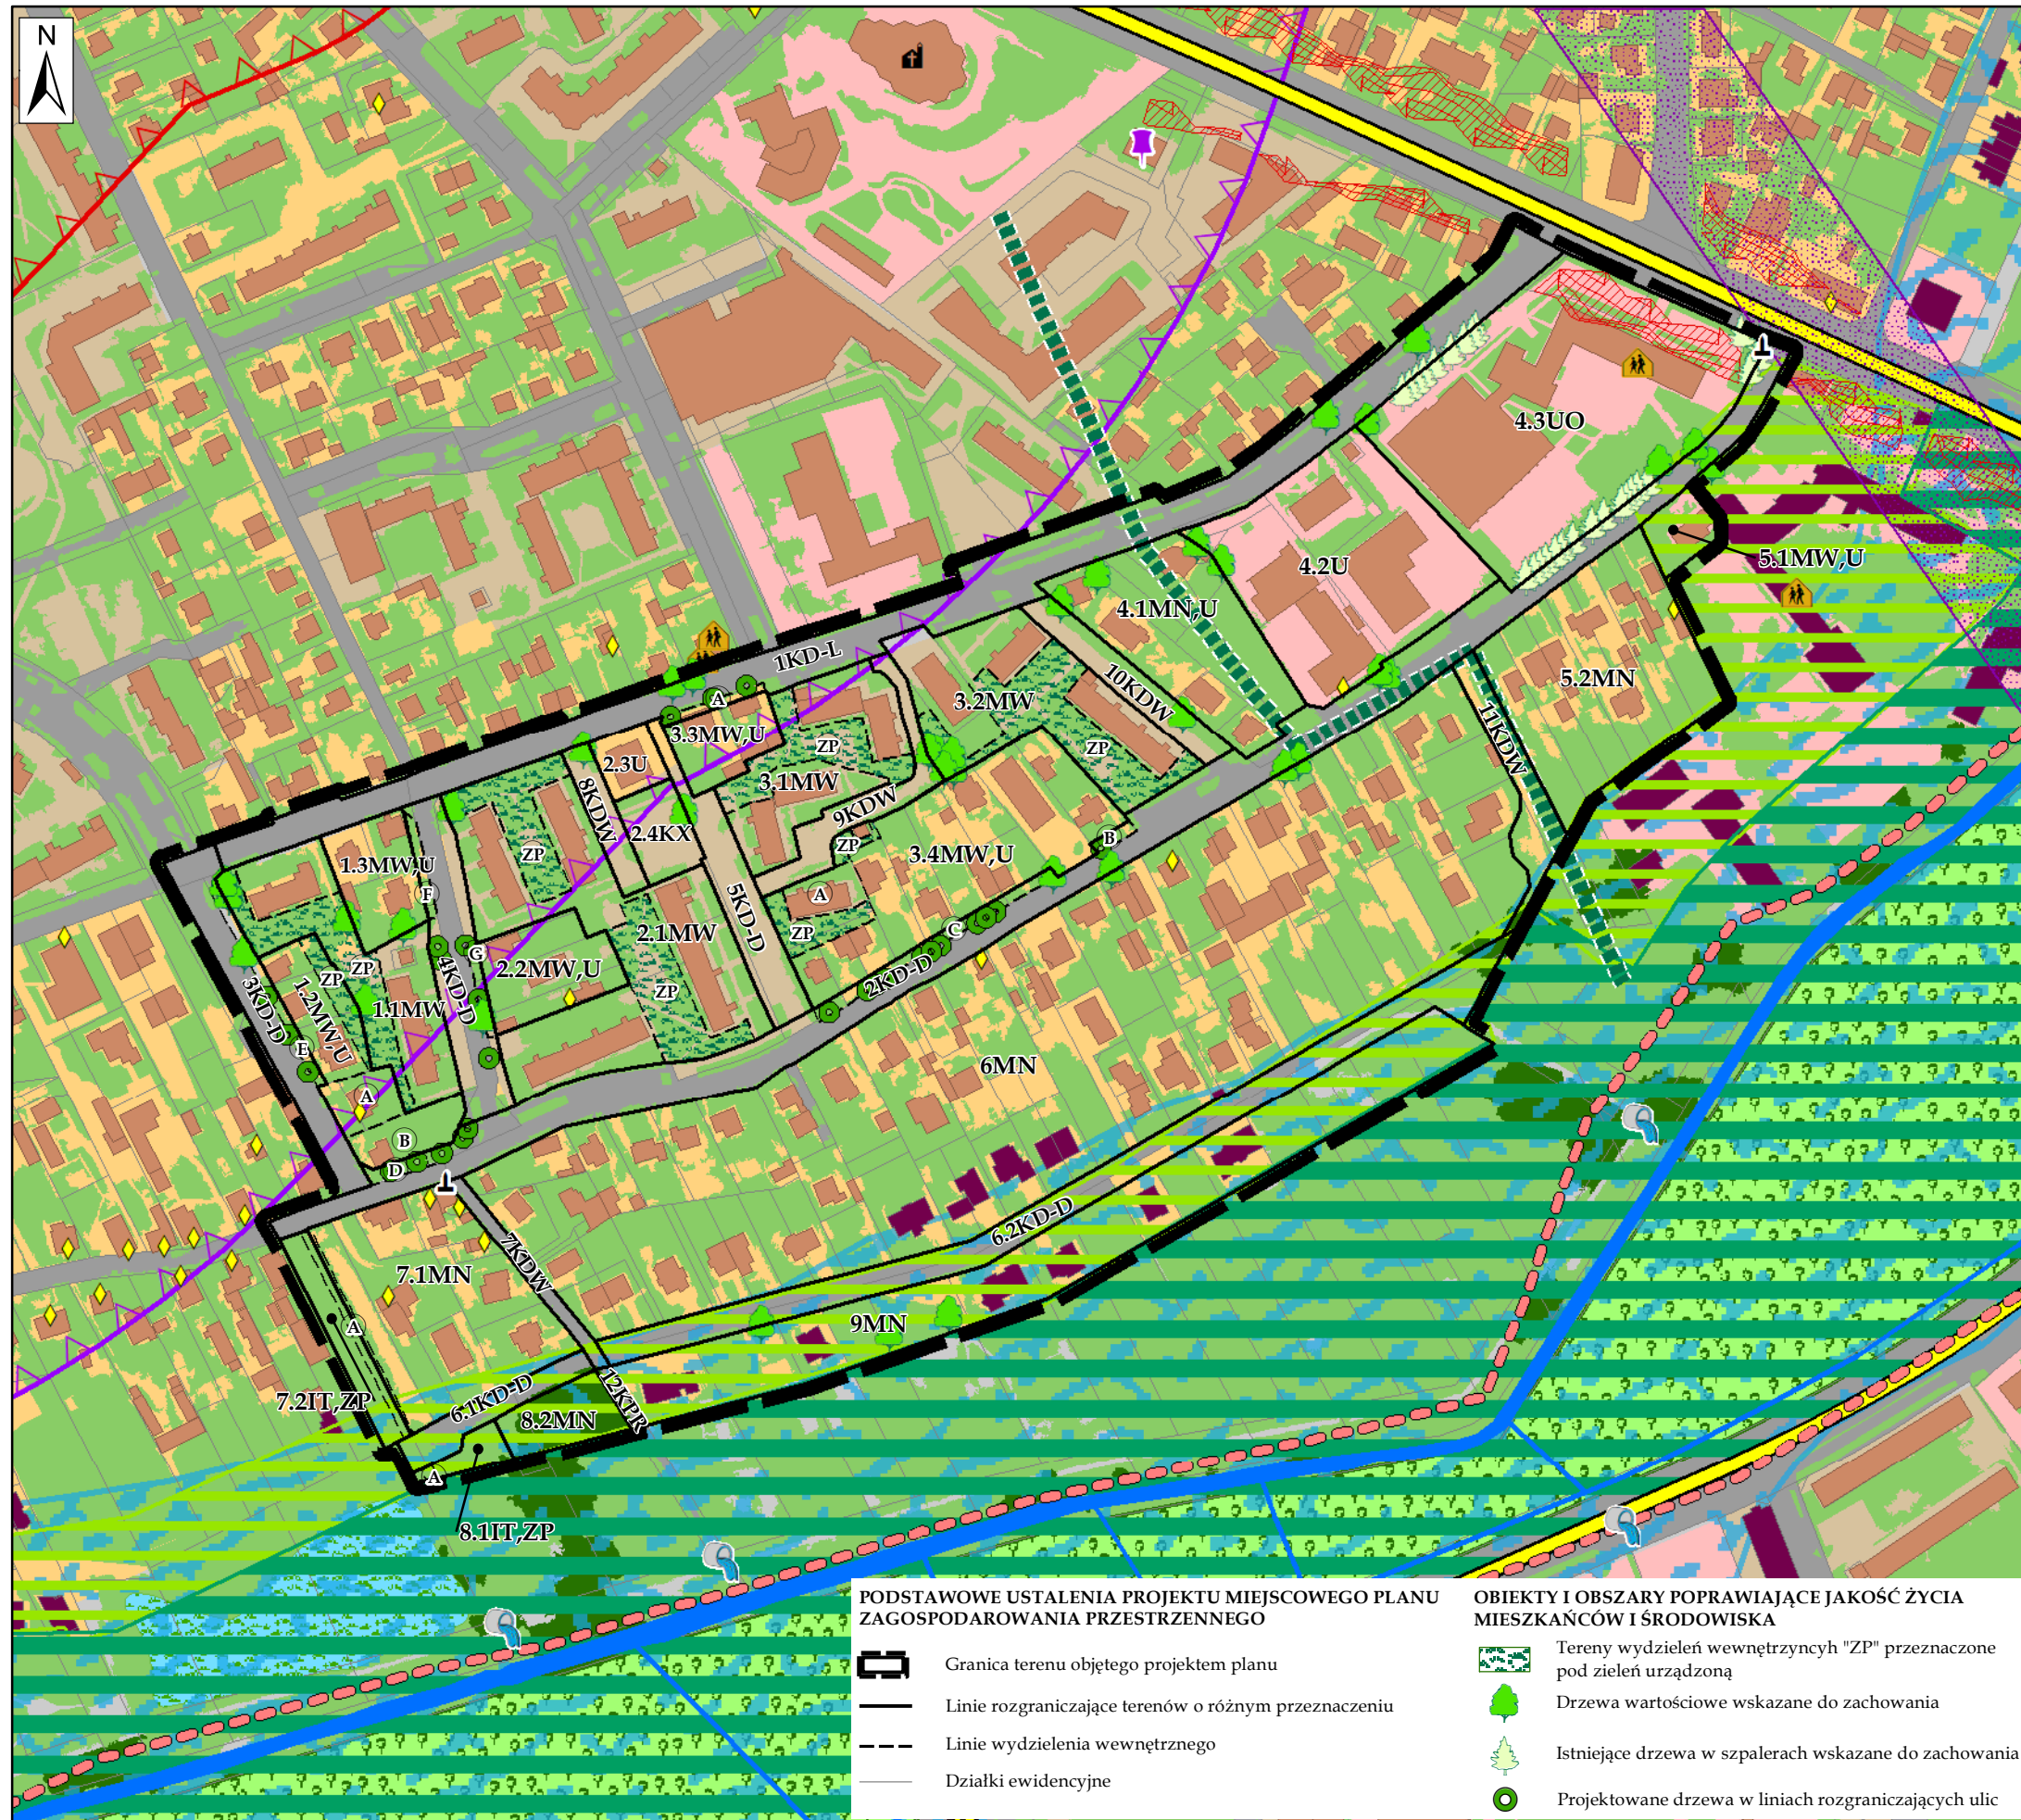 N
4.3UO
5.1MW,U
4.2U
4.1MN,U
1KD-L
10KDW
5.2MN
3.2MW
11KDW
3.3MW,U
A
ZP
ZP
2.3U
3.1MW
8KDW
9KDW
2.4KX
ZP
ZP
3.4MW,U
B
1.3MW,U
F
5KD-D
A
2.1MW
ZP
C
G
2.2MW,U
ZP
ZP
ZP
2KD-D
3KD-D
1.2MW,U
1.1MW
4KD-D
E
6MN
A
B
D
6.2KD-D
7KDW
7.1MN
A
9MN
7.2IT,ZP
6.1KD-D
12KPR
8.2MN
A
8.1IT,ZP
PODSTAWOWE USTALENIA PROJEKTU MIEJSCOWEGO PLANU
ZAGOSPODAROWANIA PRZESTRZENNEGO
Granica terenu objętego projektem planu
Linie rozgraniczające terenów o różnym przeznaczeniu
Linie wydzielenia wewnętrznego
Działki ewidencyjne
OBIEKTY I OBSZARY POPRAWIAJĄCE JAKOŚĆ ŻYCIA
MIESZKAŃCÓW I ŚRODOWISKA
Tereny wydzieleń wewnętrzyncyh "ZP" przeznaczone
pod zieleń urządzoną
Drzewa wartościowe wskazane do zachowania
Istniejące drzewa w szpalerach wskazane do zachowania
Projektowane drzewa w liniach rozgraniczających ulic